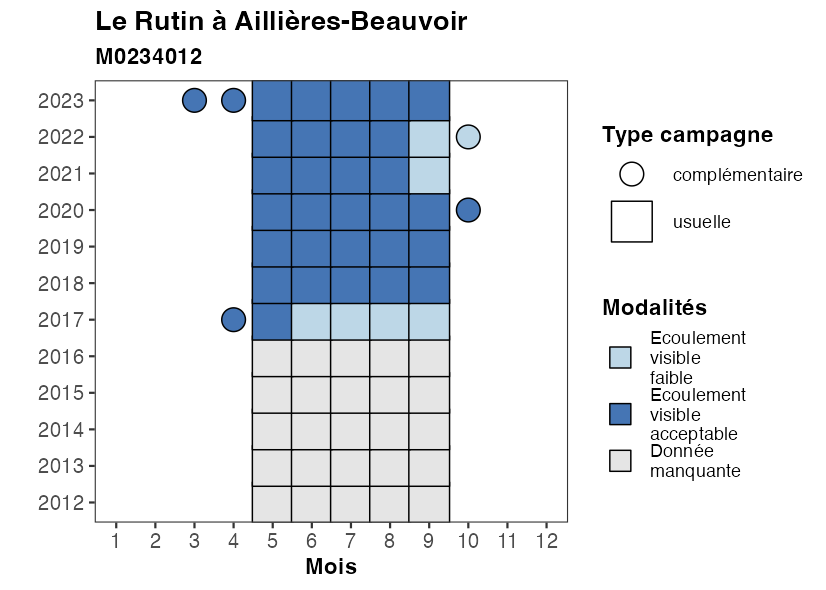 Le Rutin à Aillières-Beauvoir
M0234012
2023
2022
2021
2020
2019
2018
2017
2016
2015
2014
2013
2012
1 2 3 4 5 6 7 8 9 10 11 12
Mois
Type campagne
complémentaire
usuelle
Modalités
Ecoulement
visible
faible
Ecoulement
visible
acceptable
Donnée
manquante